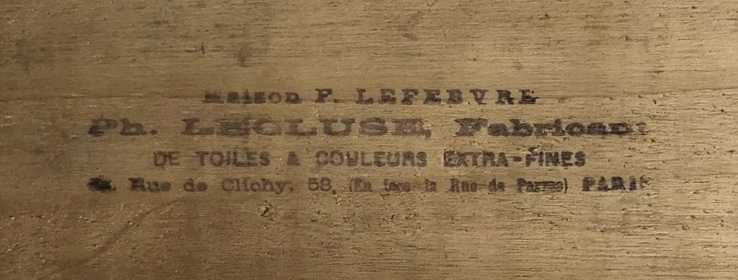 Maison F. LEFEBVRE
Ph. LECLUSE, Fabricant
DE TOILES & COULEURS EXTRA-FINES
Rue de Clichy, 58, (En face la Rue de Parme) PARIS